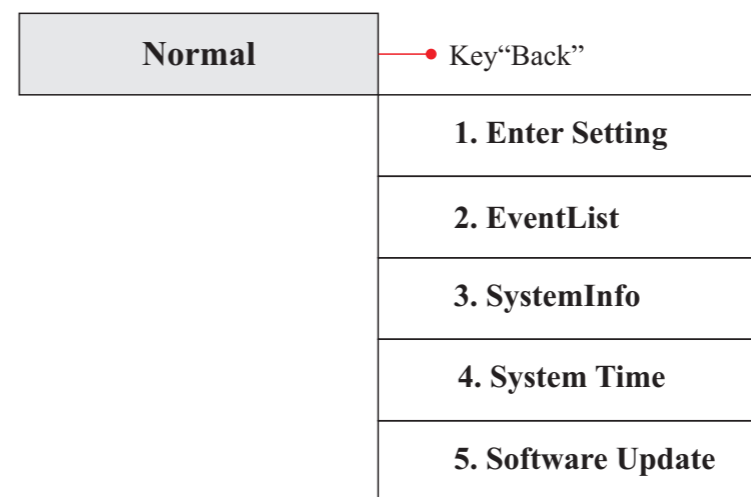 Normal
Key“Back”
1. Enter Setting
2. EventList
3. SystemInfo
4. System Time
5. Software Update